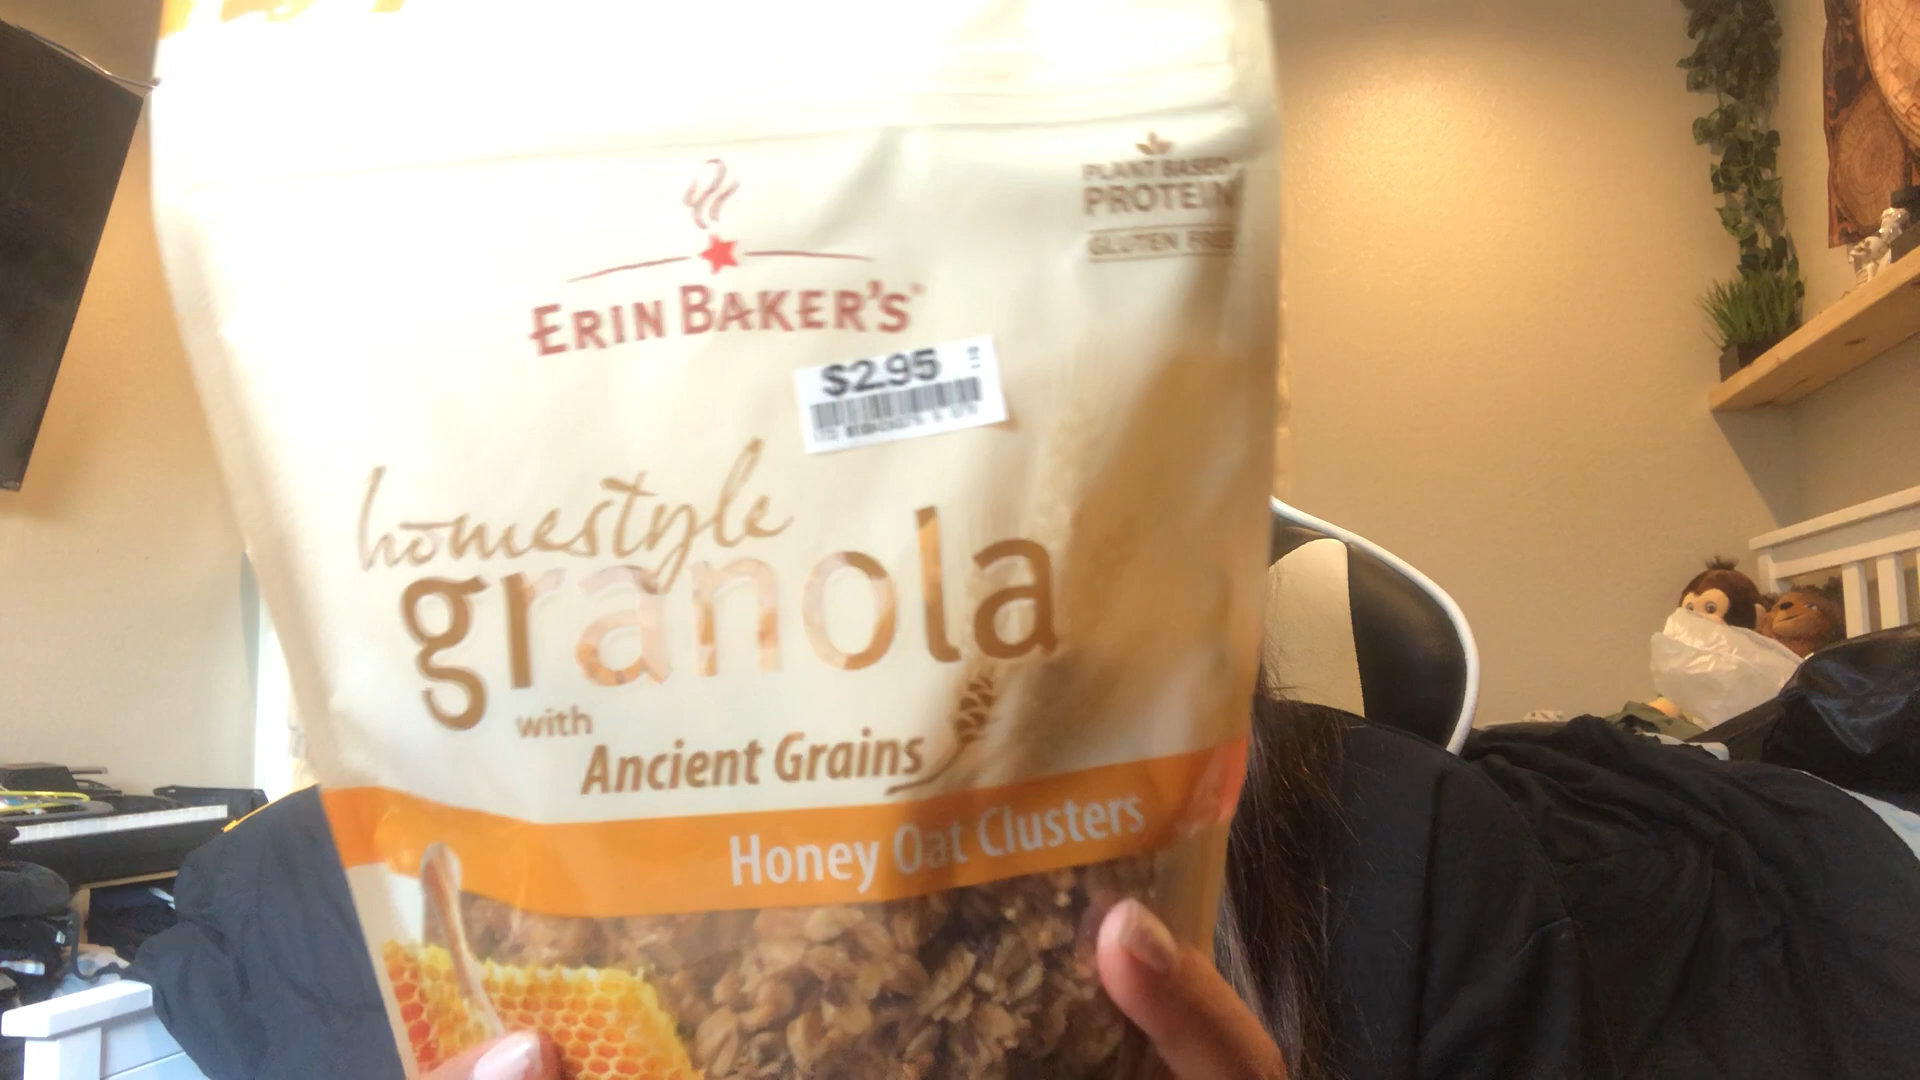 PLANT BASED
PROTEIN
GLUTEN FREE
ERIN BAKER'S
$2.95
homestyle
granola
with
Ancient Grains
Honey Oat Clusters